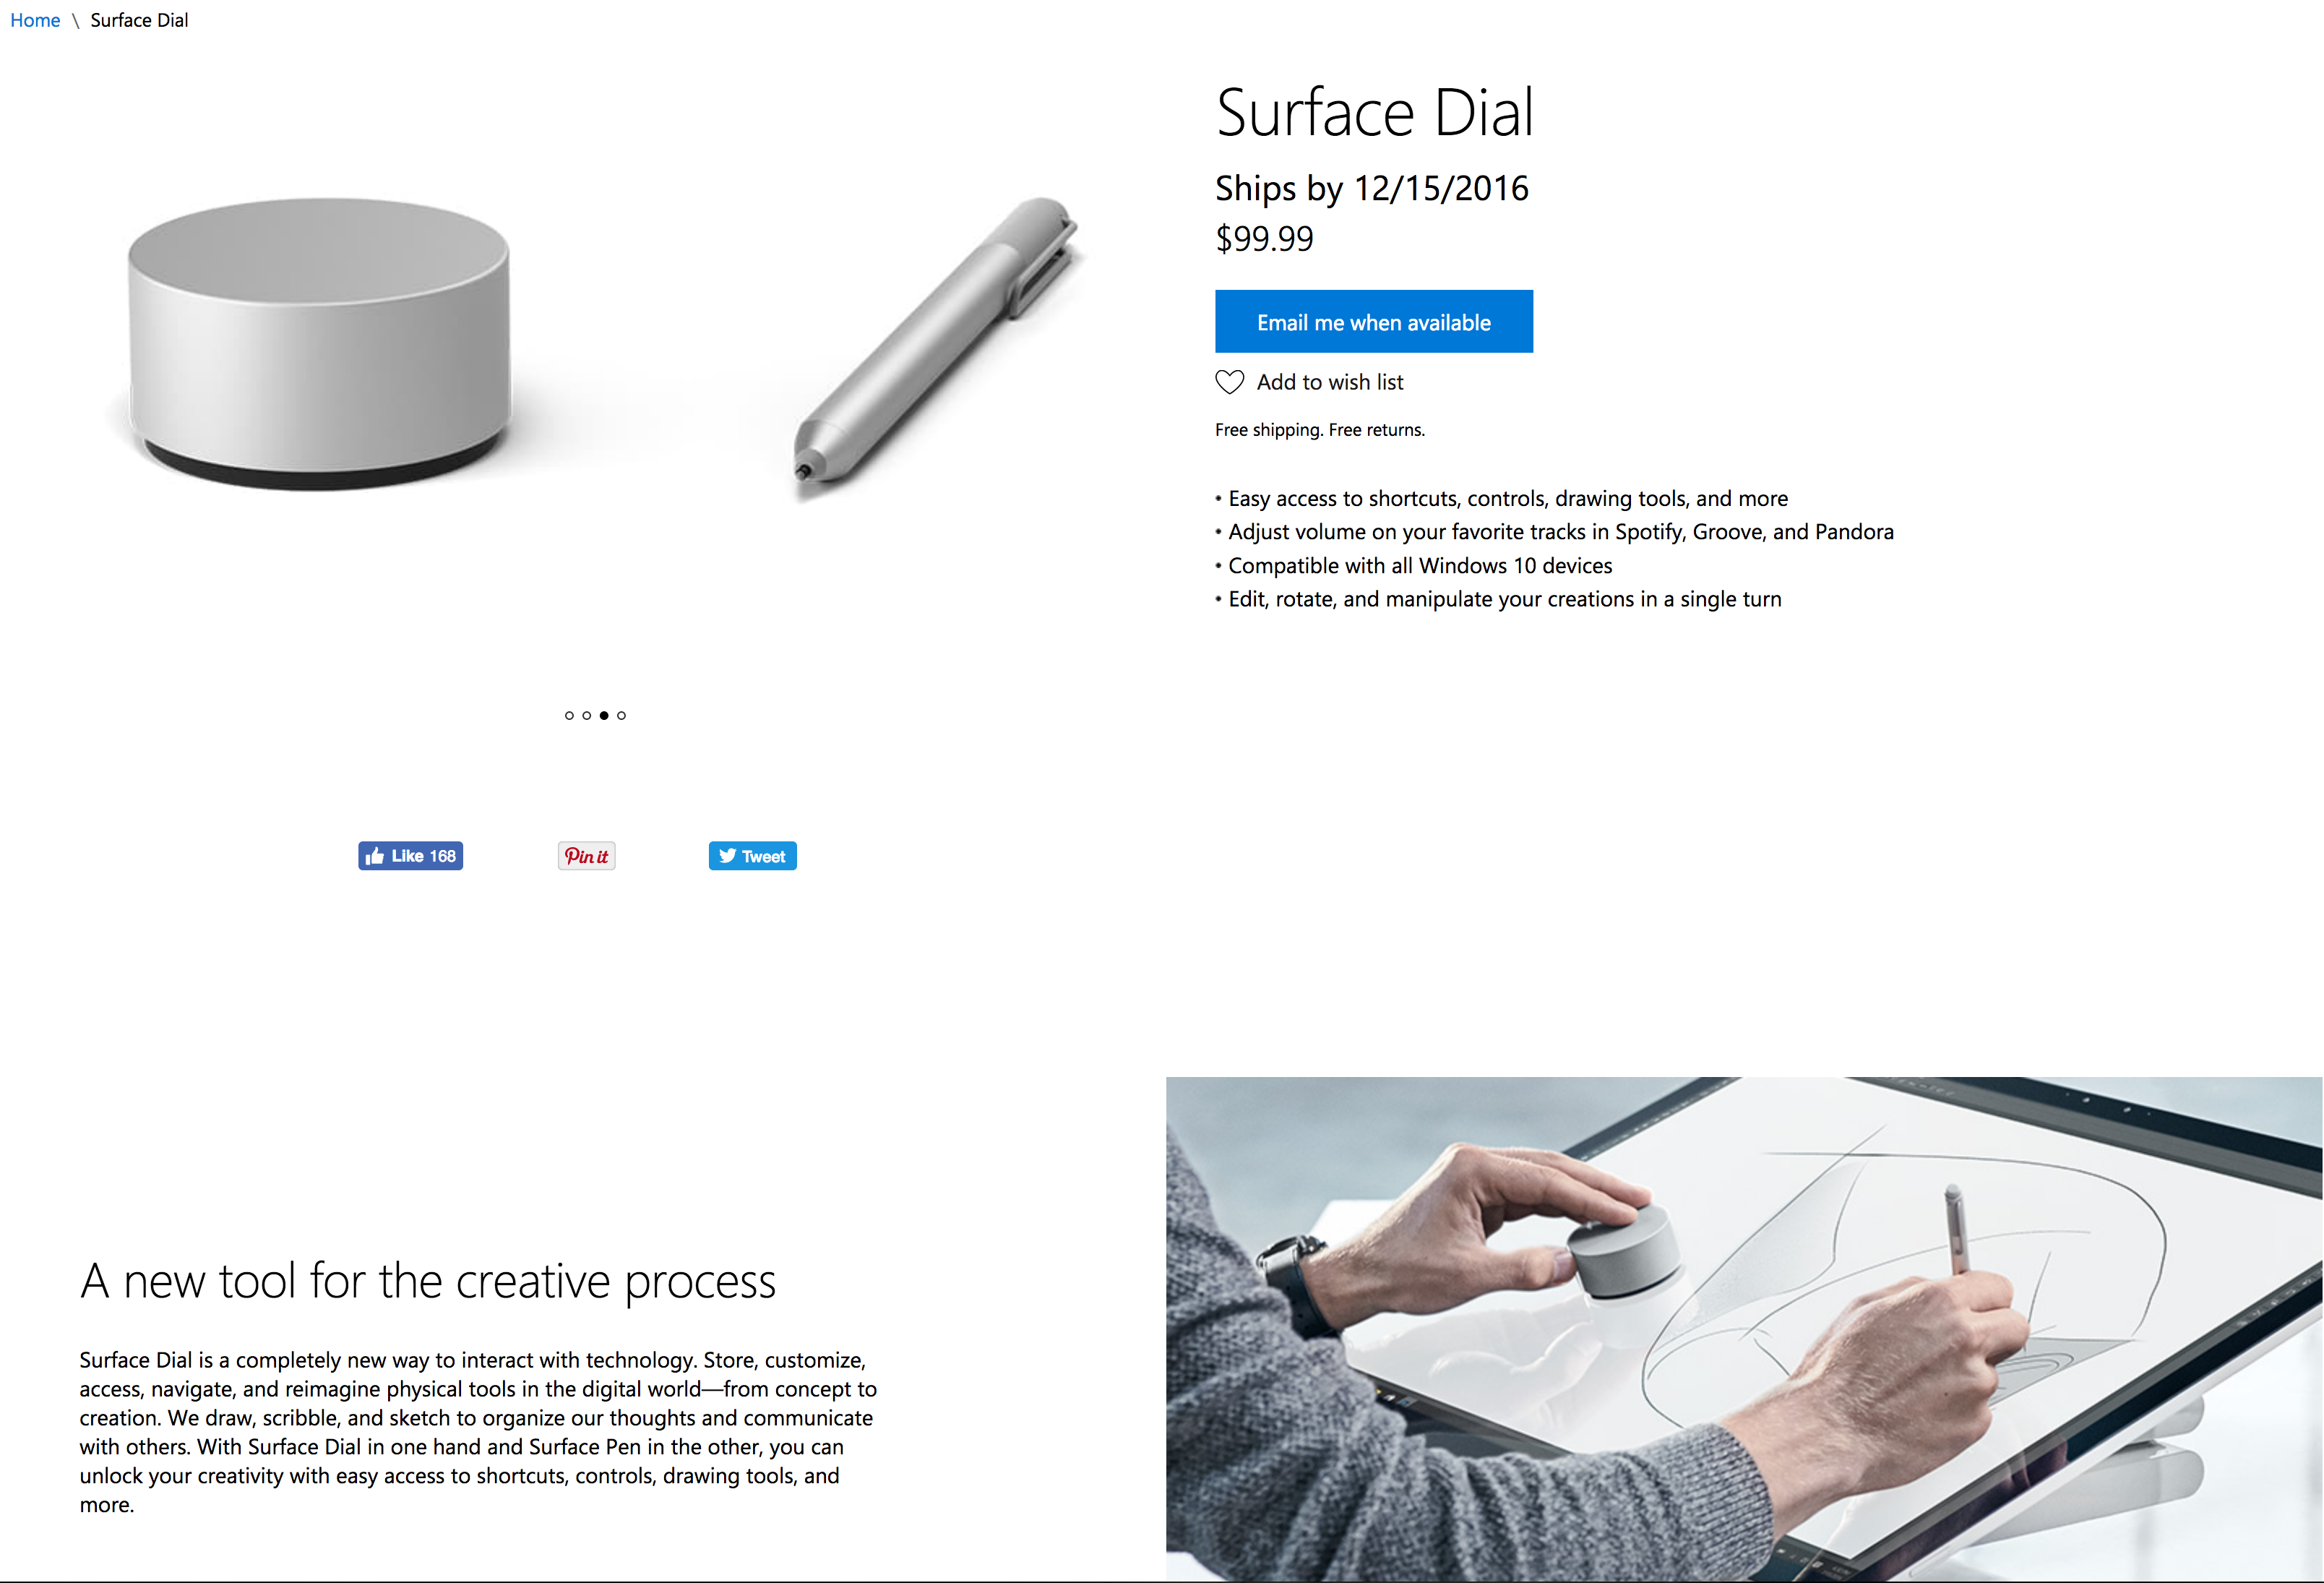 Home \ Surface Dial
Surface Dial
Ships by 12/15/2016
$99.99
Email me when available
Add to wish list
Free shipping. Free returns.
• Easy access to shortcuts, controls, drawing tools, and more
• Adjust volume on your favorite tracks in Spotify, Groove, and Pandora
• Compatible with all Windows 10 devices
• Edit, rotate, and manipulate your creations in a single turn
Like 168
Pin it
Tweet
A new tool for the creative process
Surface Dial is a completely new way to interact with technology. Store, customize,
access, navigate, and reimagine physical tools in the digital world—from concept to
creation. We draw, scribble, and sketch to organize our thoughts and communicate
with others. With Surface Dial in one hand and Surface Pen in the other, you can
unlock your creativity with easy access to shortcuts, controls, drawing tools, and
more.